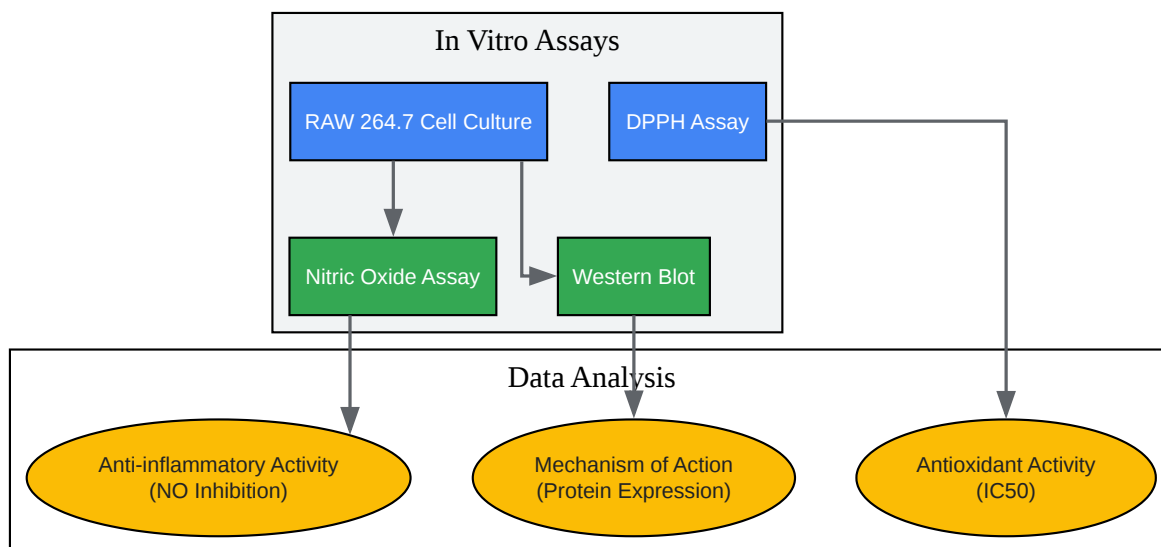 In Vitro Assays
RAW 264.7 Cell Culture
DPPH Assay
Nitric Oxide Assay
Western Blot
Data Analysis
Anti-inflammatory Activity
(NO Inhibition)
Mechanism of Action
(Protein Expression)
Antioxidant Activity
(IC50)